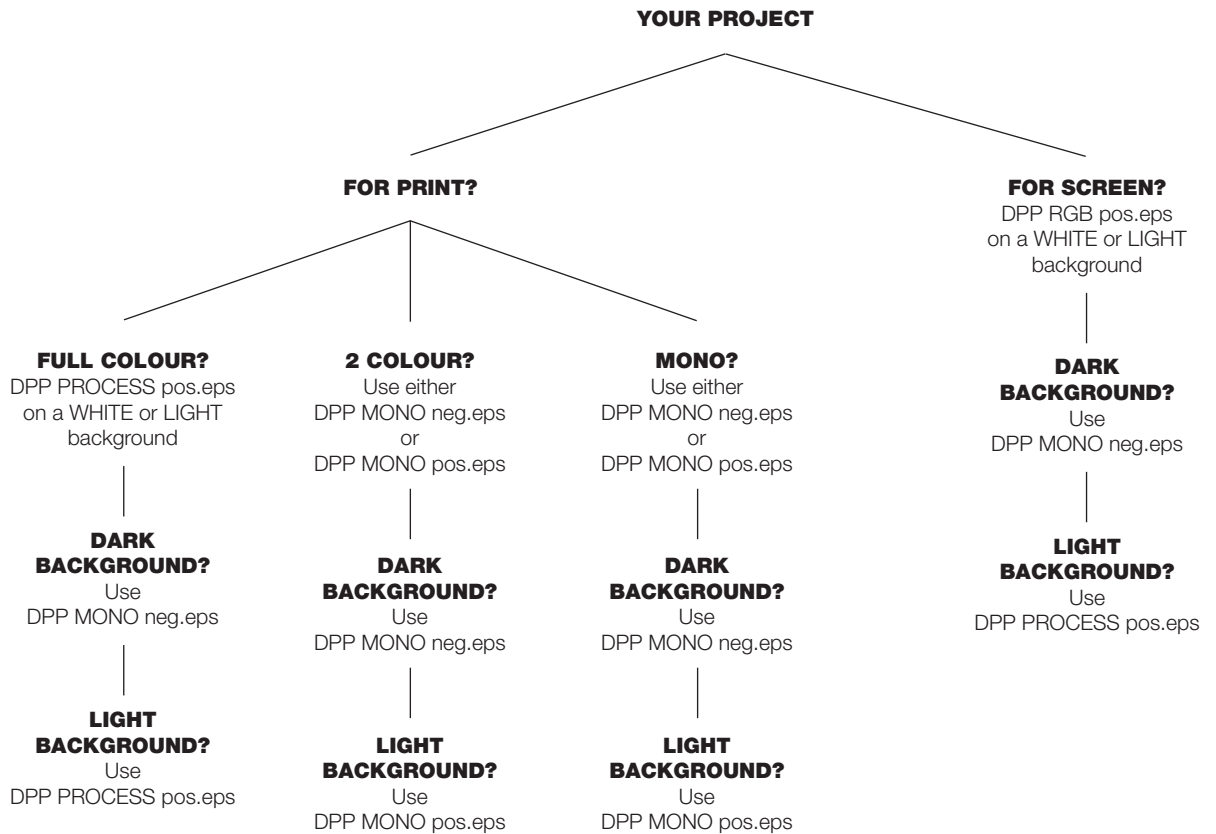 YOUR PROJECT
FOR PRINT?
FOR SCREEN?
DPP RGB pos.eps
on a WHITE or LIGHT
background
FULL COLOUR?
DPP PROCESS pos.eps
on a WHITE or LIGHT
background
DARK
BACKGROUND?
Use
DPP MONO neg.eps
LIGHT
BACKGROUND?
Use
DPP PROCESS pos.eps
2 COLOUR?
Use either
DPP MONO neg.eps
or
DPP MONO pos.eps
DARK
BACKGROUND?
Use
DPP MONO neg.eps
LIGHT
BACKGROUND?
Use
DPP MONO pos.eps
MONO?
Use either
DPP MONO neg.eps
or
DPP MONO pos.eps
DARK
BACKGROUND?
Use
DPP MONO neg.eps
LIGHT
BACKGROUND?
Use
DPP MONO pos.eps
DARK
BACKGROUND?
Use
DPP MONO neg.eps
LIGHT
BACKGROUND?
Use
DPP PROCESS pos.eps